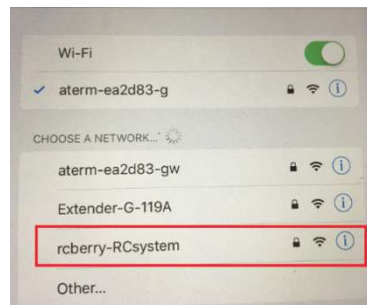 Wi-Fi
aterm-ea2d83-g
CHOOSE A NETWORK...
aterm-ea2d83-gw
Extender-G-119A
rcberry-RCsystem
Other...